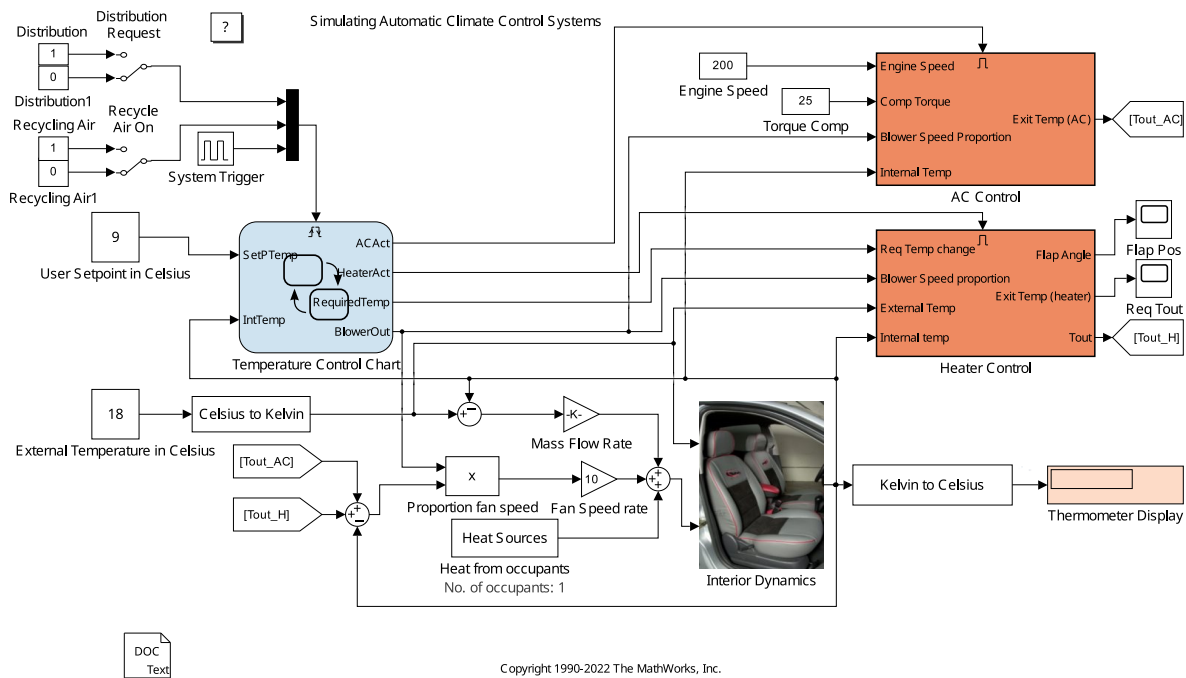 Simulating Automatic Climate Control Systems
?
Distribution
Distribution
Request
1
0
Distribution1
Recycling Air
Recycle
Air On
1
0
Recycling Air1
System Trigger
Engine Speed
200
Engine Speed
25
Torque Comp
Comp Torque
Blower Speed Proportion
Internal Temp
Exit Temp (AC)
[Tout_AC]
AC Control
9
User Setpoint in Celsius
SetPTemp
IntTemp
ACAct
HeaterAct
RequiredTemp
BlowerOut
Temperature Control Chart
Req Temp change
Blower Speed proportion
External Temp
Internal temp
Flap Angle
Exit Temp (heater)
Tout
Flap Pos
Req Tout
[Tout_H]
Heater Control
18
External Temperature in Celsius
Celsius to Kelvin
-K-
Mass Flow Rate
[Tout_AC]
[Tout_H]
x
Proportion fan speed
10
Fan Speed rate
Heat Sources
Heat from occupants
No. of occupants: 1
Interior Dynamics
Kelvin to Celsius
Thermometer Display
DOC
Text
Copyright 1990-2022 The MathWorks, Inc.